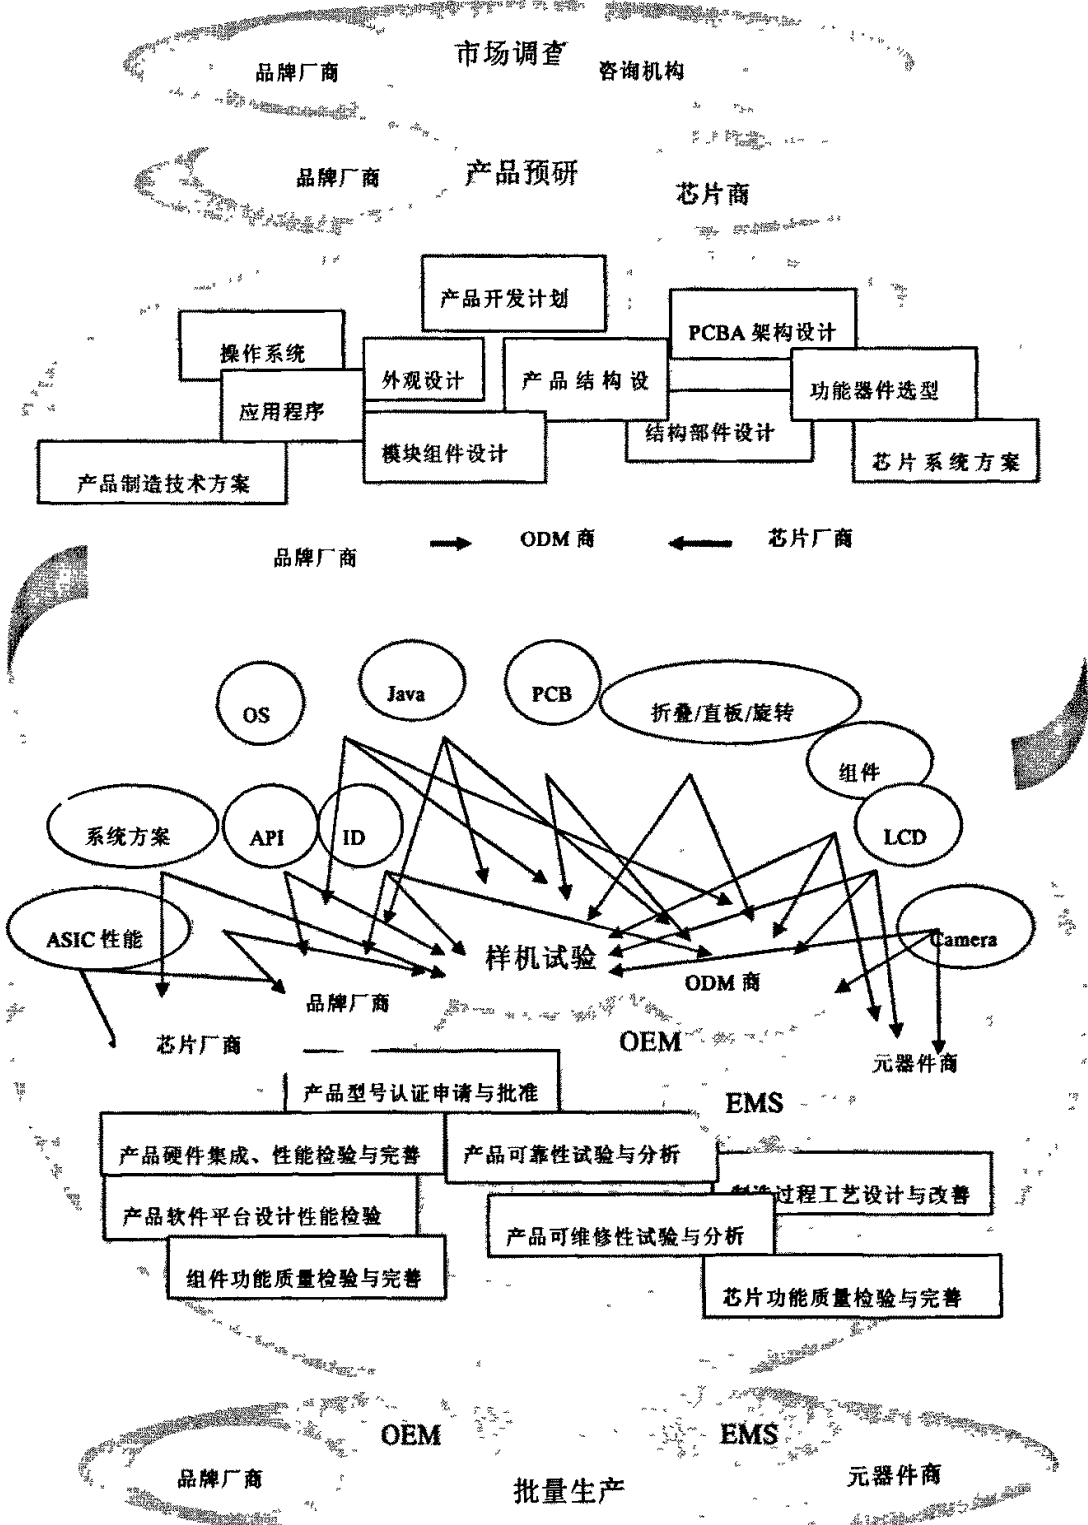 市场调查
品牌厂商
咨询机构
产品预研
品牌厂商
芯片商
产品开发计划
PCBA 架构设计
操作系统
外观设计
产品结构设
功能器件选型
应用程序
结构部件设计
模块组件设计
芯片系统方案
产品制造技术方案
品牌厂商
ODM 商
芯片厂商
OS
Java
PCB
折叠/直板/旋转
组件
系统方案
API
ID
LCD
ASIC 性能
Camera
样机试验
ODM 商
品牌厂商
芯片厂商
OEM
元器件商
产品型号认证申请与批准
EMS
产品硬件集成、性能检验与完善
产品可靠性试验与分析
制造过程工艺设计与改善
产品软件平台设计性能检验
产品可维修性试验与分析
组件功能质量检验与完善
芯片功能质量检验与完善
OEM
EMS
品牌厂商
批量生产
元器件商